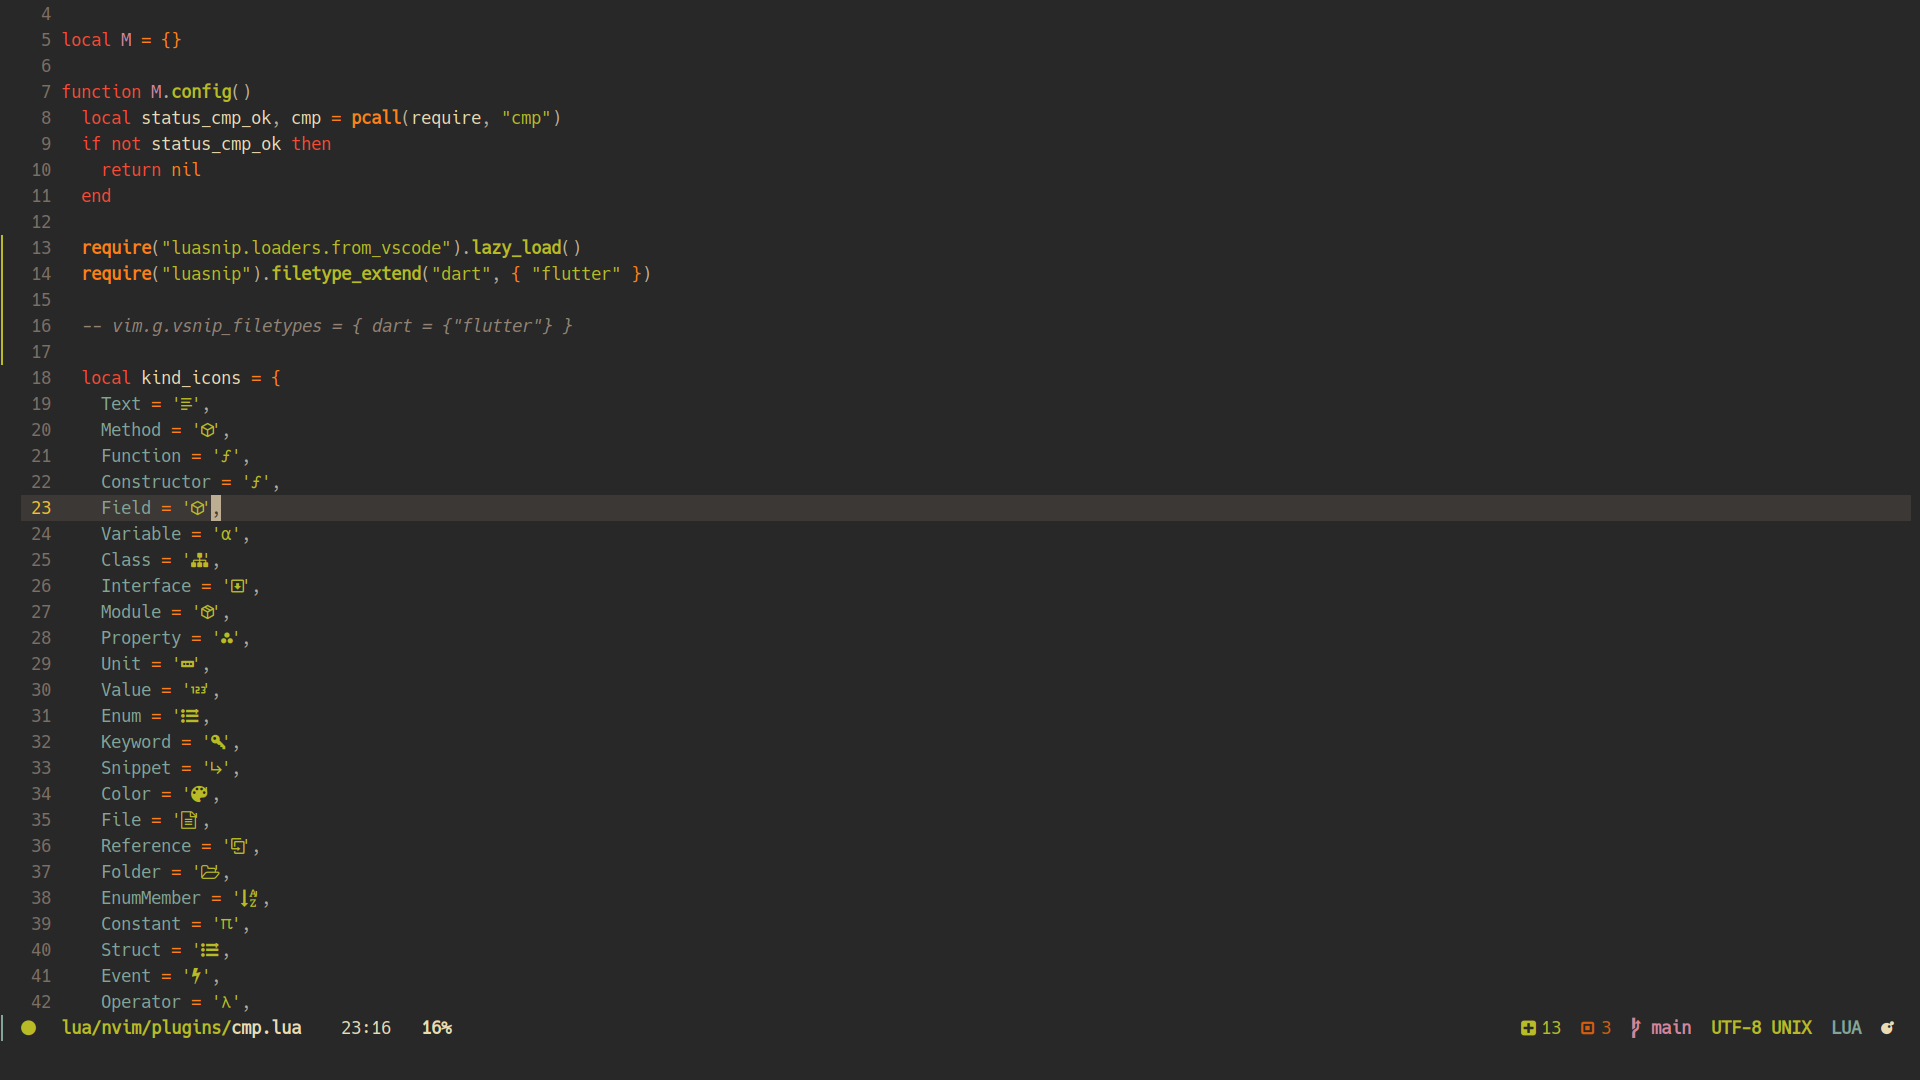 4
5 local M = {}
6
7 function M.config()
8   local status_cmp_ok, cmp = pcall(require, "cmp")
9   if not status_cmp_ok then
10     return nil
11   end
12
13   require("luasnip.loaders.from_vscode").lazy_load()
14   require("luasnip").filetype_extend("dart", { "flutter" })
15
16   -- vim.g.vsnip_filetypes = { dart = {"flutter"} }
17
18   local kind_icons = {
19     Text = '',
20     Method = '',
21     Function = 'ƒ',
22     Constructor = 'ƒ',
23     Field = '',
24     Variable = 'α',
25     Class = '',
26     Interface = '',
27     Module = '',
28     Property = '',
29     Unit = '',
30     Value = '123',
31     Enum = '',
32     Keyword = '',
33     Snippet = '↳',
34     Color = '',
35     File = '',
36     Reference = '',
37     Folder = '',
38     EnumMember = '',
39     Constant = 'π',
40     Struct = '',
41     Event = '',
42     Operator = 'λ',
lua/nvim/plugins/cmp.lua 23:16 16% 13 3 main UTF-8 UNIX LUA